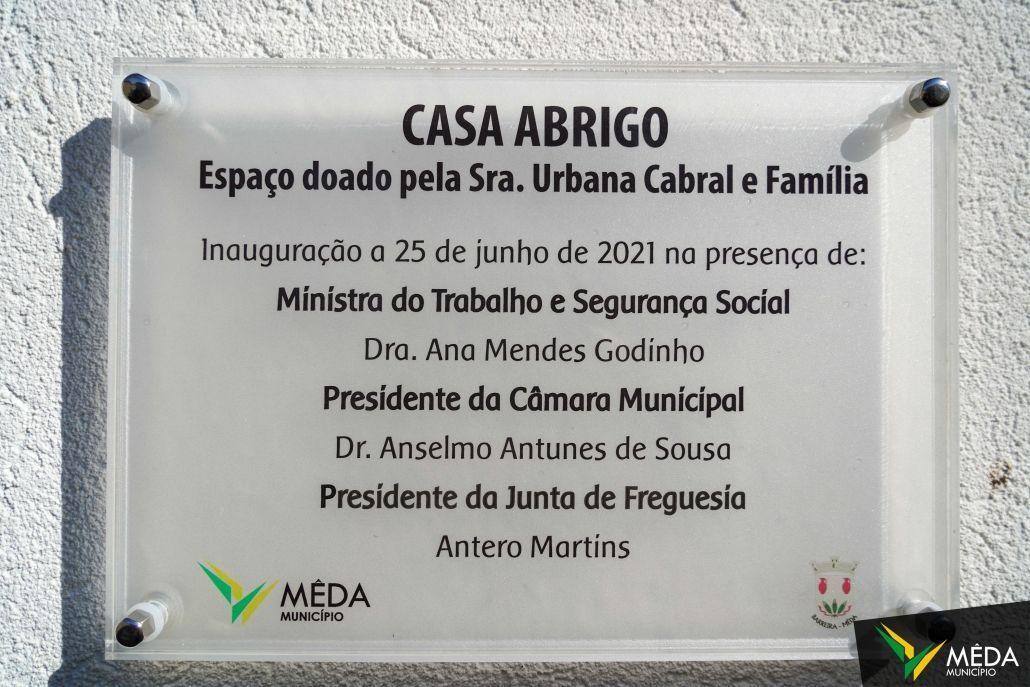 CASA ABRIGO
Espaço doado pela Sra. Urbana Cabral e Família
Inauguração a 25 de junho de 2021 na presença de:
Ministra do Trabalho e Segurança Social
Dra. Ana Mendes Godinho
Presidente da Câmara Municipal
Dr. Anselmo Antunes de Sousa
Presidente da Junta de Freguesia
Antero Martins
MÊDA
MUNICÍPIO
BARREIRA - MÊDA
MÊDA
MUNICÍPIO